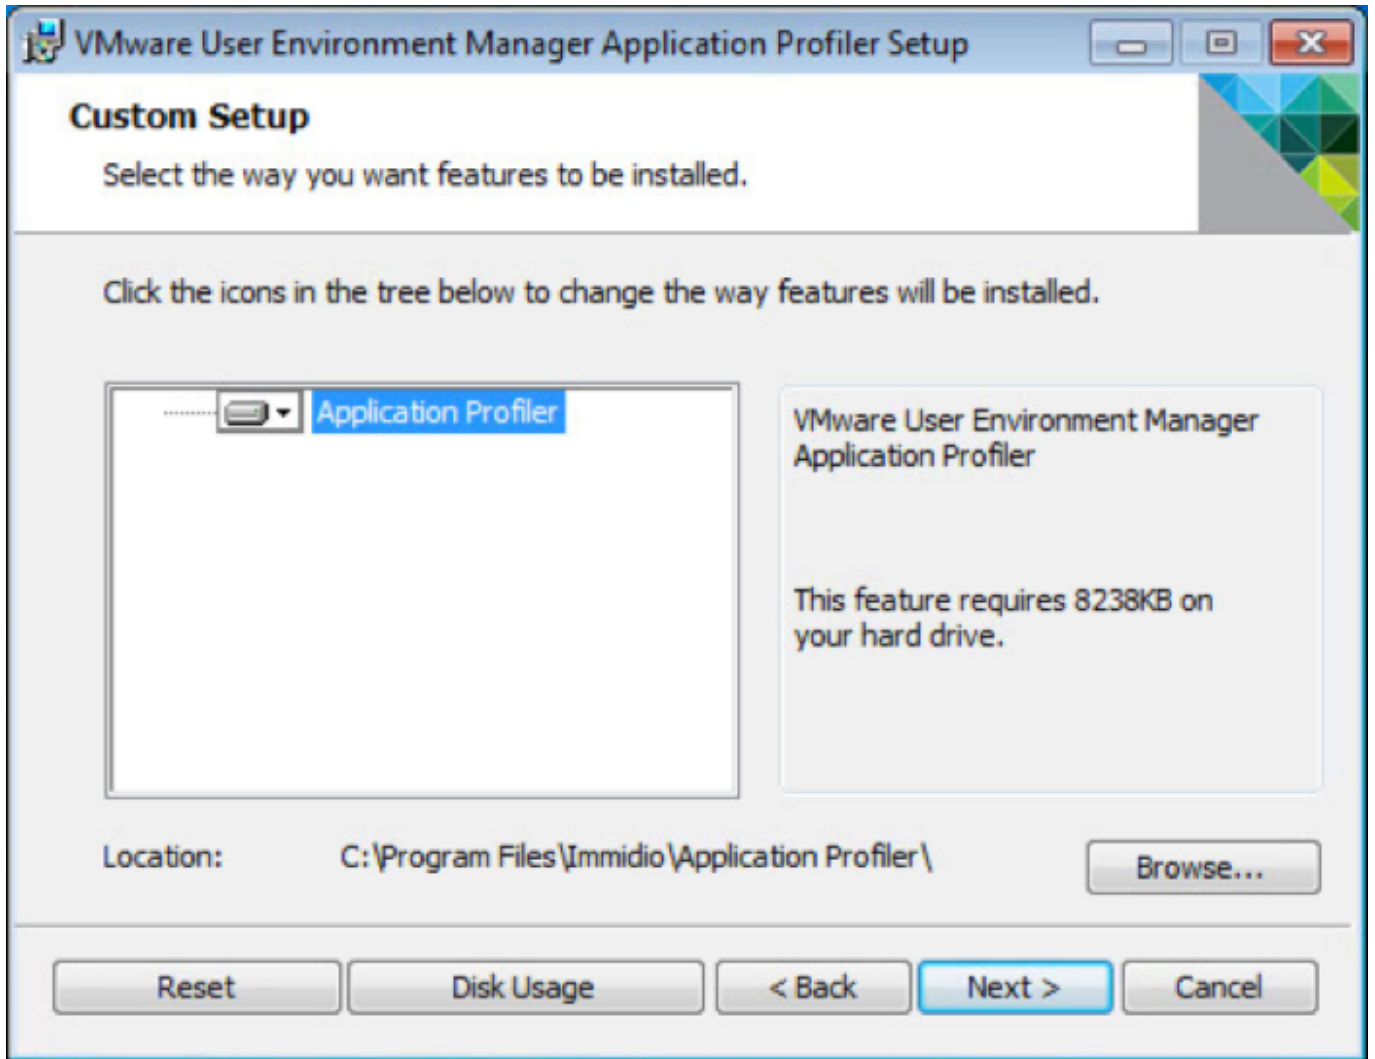 VMware User Environment Manager Application Profiler Setup
Custom Setup
Select the way you want features to be installed.
Click the icons in the tree below to change the way features will be installed.
Application Profiler
VMware User Environment Manager
Application Profiler
This feature requires 8238KB on
your hard drive.
Location: C:\Program Files\Immidio\Application Profiler\
Browse...
Reset Disk Usage < Back Next > Cancel